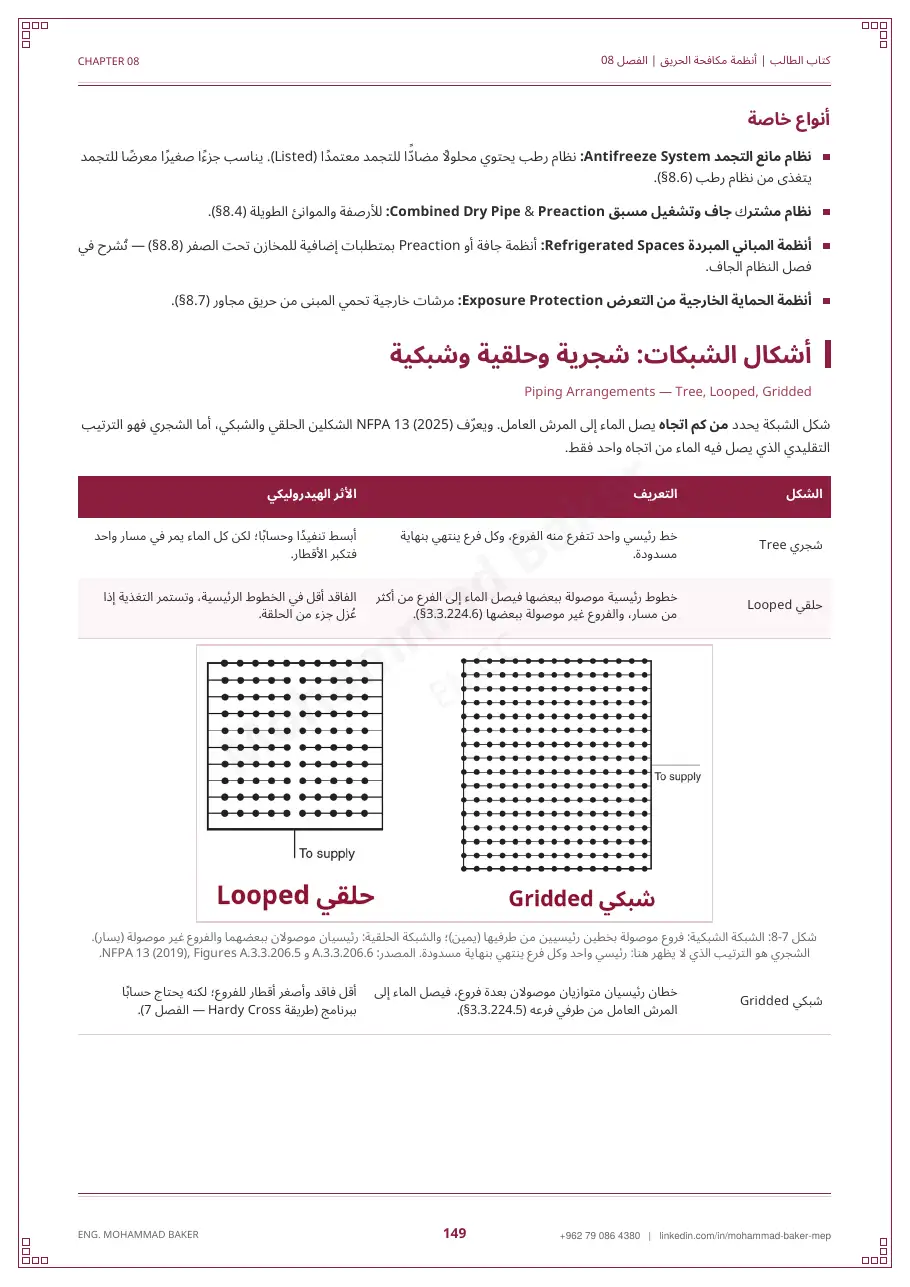 CHAPTER 08
كتاب الطالب | أنظمة مكافحة الحريق | الفصل 08
أنواع خاصة
نظام مانع التجمد Antifreeze System: نظام رطب يحتوي محلولًا مضادًّا للتجمد معتمدًا (Listed). يناسب جزءًا صغيرًا معرضًا للتجمد
يتغذى من نظام رطب (§8.6).
نظام مشترك جاف وتشغيل مسبق Combined Dry Pipe & Preaction: للأرصفة والموانئ الطويلة (§8.4).
أنظمة المباني المبردة Refrigerated Spaces: أنظمة جافة أو Preaction بمتطلبات إضافية للمخازن تحت الصفر (§8.8) — تُشرح في
فصل النظام الجاف.
أنظمة الحماية الخارجية من التعرض Exposure Protection: مرشات خارجية تحمي المبنى من حريق مجاور (§8.7).
أشكال الشبكات: شجرية وحلقية وشبكية
Piping Arrangements — Tree, Looped, Gridded
شكل الشبكة يحدد من كم اتجاه يصل الماء إلى المرش العامل. ويعرّف NFPA 13 (2025) الشكلين الحلقي والشبكي، أما الشجري فهو الترتيب
التقليدي الذي يصل فيه الماء من اتجاه واحد فقط.
الشكل التعريف الأثر الهيدروليكي
شجري Tree
خط رئيسي واحد تتفرع منه الفروع، وكل فرع ينتهي بنهاية
مسدودة.
أبسط تنفيذًا وحسابًا؛ لكن كل الماء يمر في مسار واحد
فتكبر الأقطار.
حلقي Looped
خطوط رئيسية موصولة ببعضها فيصل الماء إلى الفرع من أكثر
من مسار، والفروع غير موصولة ببعضها (§3.3.224.6).
الفاقد أقل في الخطوط الرئيسية، وتستمر التغذية إذا
عُزل جزء من الحلقة.
To supply
To supply
شبكي Gridded
حلقي Looped
شكل 7-8: الشبكة الشبكية: فروع موصولة بخطين رئيسيين من طرفيها (يمين)؛ والشبكة الحلقية: رئيسيان موصولان ببعضهما والفروع غير موصولة (يسار).
الشجري هو الترتيب الذي لا يظهر هنا: رئيسي واحد وكل فرع ينتهي بنهاية مسدودة. المصدر: NFPA 13 (2019), Figures A.3.3.206.5 و A.3.3.206.6.
شبكي Gridded
خطان رئيسيان متوازيان موصولان بعدة فروع، فيصل الماء إلى
المرش العامل من طرفي فرعه (§3.3.224.5).
أقل فاقد وأصغر أقطار للفروع؛ لكنه يحتاج حسابًا
ببرنامج (طريقة Hardy Cross — الفصل 7).
ENG. MOHAMMAD BAKER
149
+962 79 086 4380 | linkedin.com/in/mohammad-baker-mep